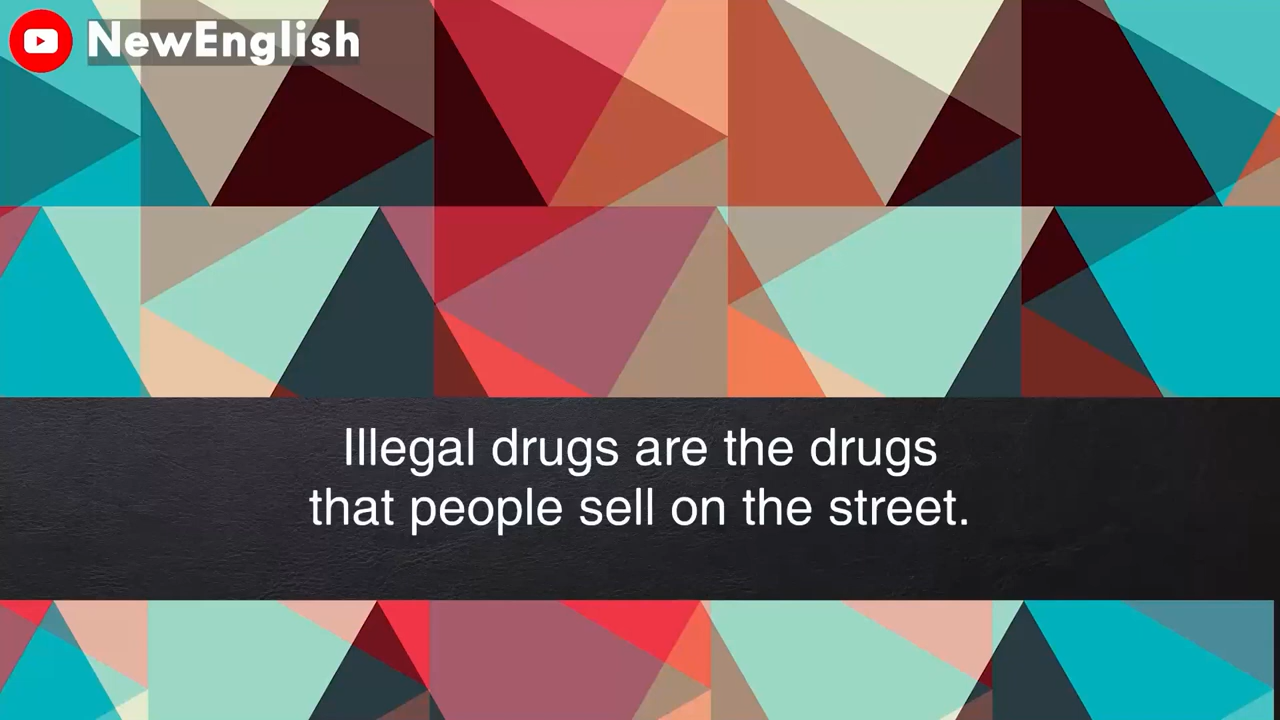 NewEnglish
Illegal drugs are the drugs
that people sell on the street.